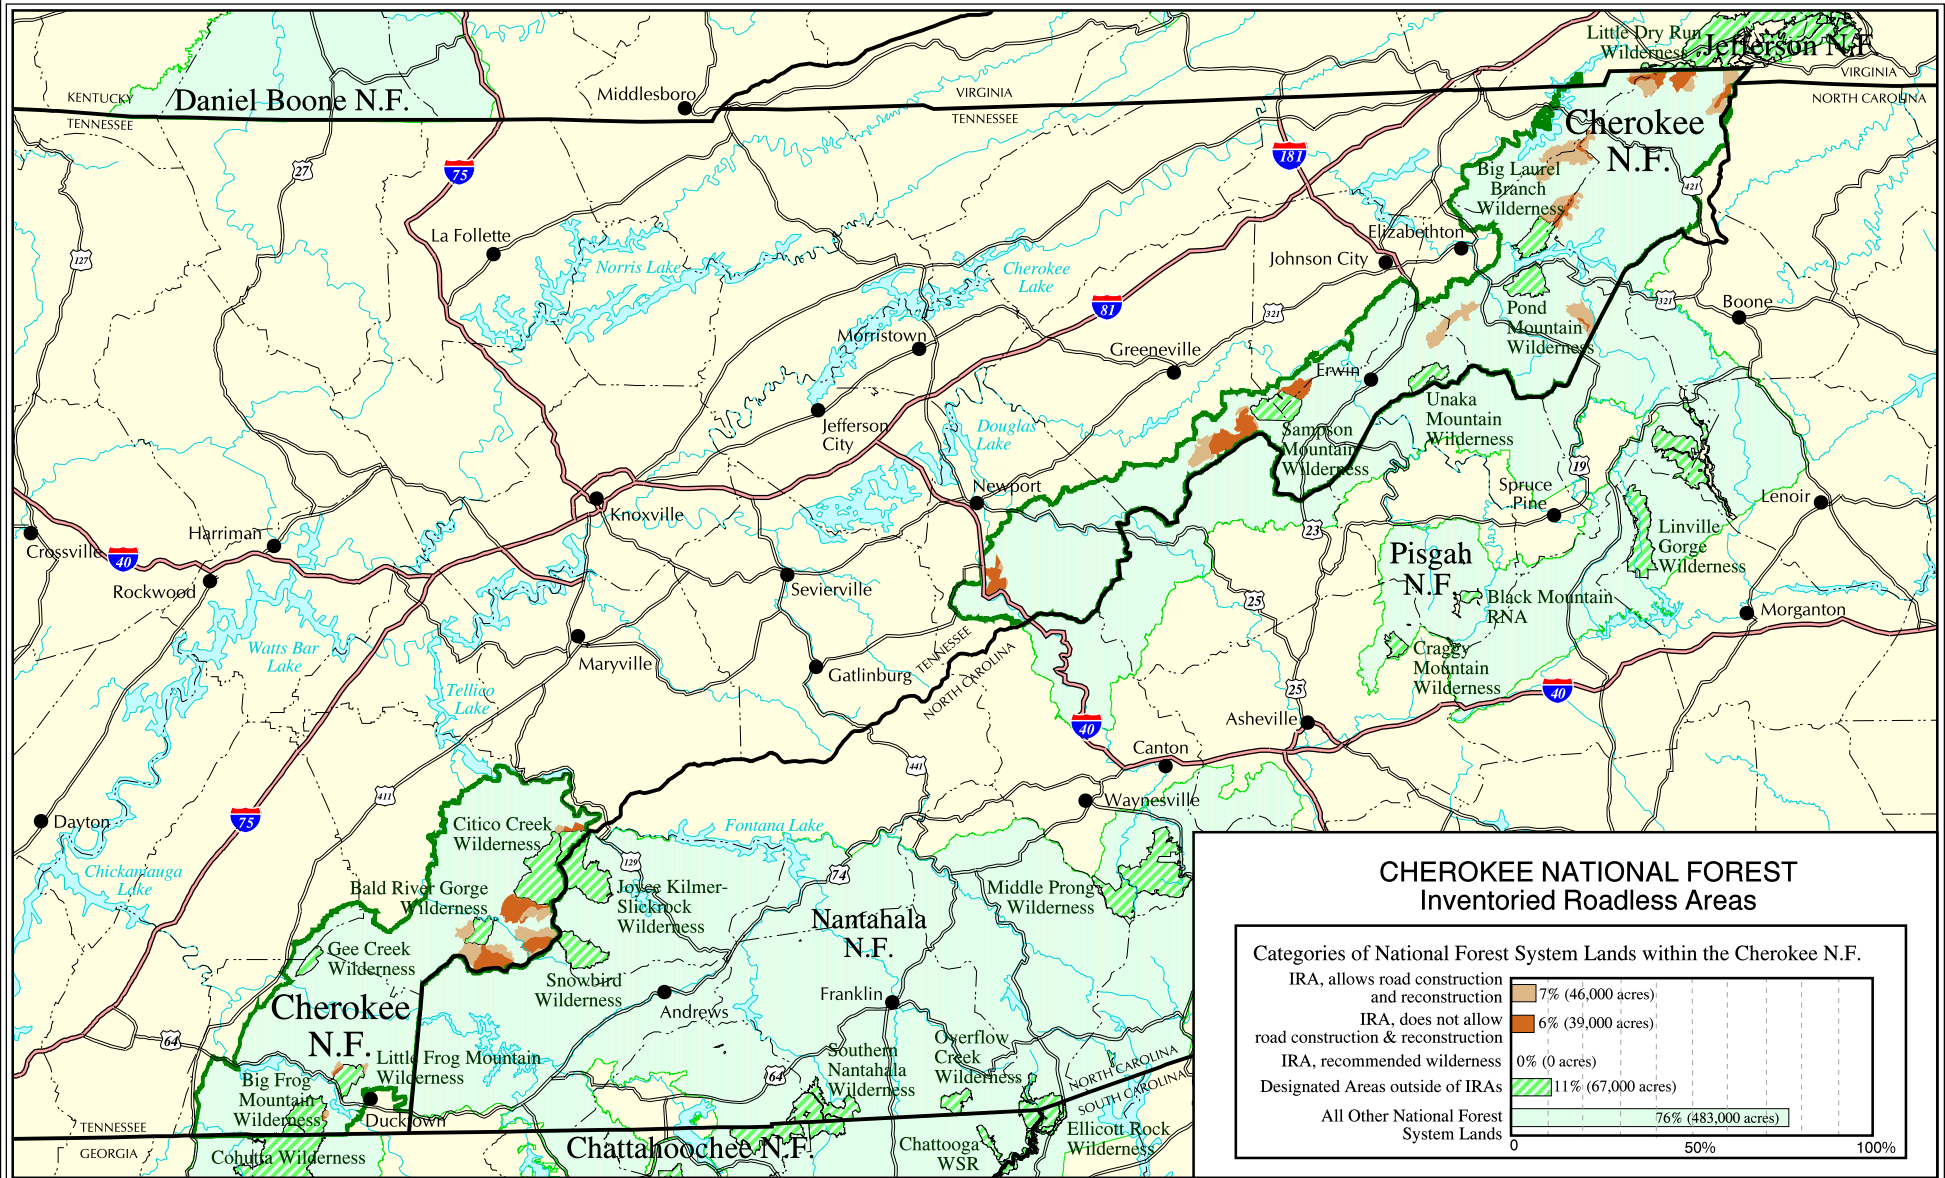 Little Dry Run
Wilderness
Jefferson N.F.
KENTUCKY
TENNESSEE
Daniel Boone N.F.
Middlesboro
VIRGINIA
TENNESSEE
VIRGINIA
NORTH CAROLINA
Cherokee
N.F.
27
75
181
421
Big Laurel
Branch
Wilderness
127
La Follette
Norris Lake
Cherokee
Lake
Elizabethton
Johnson City
81
321
321
Boone
Pond
Mountain
Wilderness
Morristown
Greeneville
Erwin
Jefferson
City
Douglas
Lake
Unaka
Mountain
Wilderness
Sampson
Mountain
Wilderness
19
Spruce
Pine
Lenoir
Newport
Knoxville
Harriman
Crossville
40
Rockwood
23
Pisgah
N.F.
Linville
Gorge
Wilderness
Sevierville
25
Black Mountain
RNA
Morganton
Watts Bar
Lake
Maryville
Gatlinburg
TENNESSEE
NORTH CAROLINA
Craggy
Mountain
Wilderness
Tellico
Lake
25
40
40
Asheville
Canton
441
411
Waynesville
75
Dayton
Citico Creek
Wilderness
Fontana Lake
129
74
Chickamauga
Lake
Bald River Gorge
Wilderness
Joyce Kilmer-
Slickrock
Wilderness
Middle Prong
Wilderness
Nantahala
N.F.
Gee Creek
Wilderness
Snowbird
Wilderness
Cherokee
N.F.
Andrews
Franklin
64
Little Frog Mountain
Wilderness
Southern
Nantahala
Wilderness
Overflow
Creek
Wilderness
64
NORTH CAROLINA
SOUTH CAROLINA
Big Frog
Mountain
Wilderness
Ducktown
TENNESSEE
GEORGIA
Cohutta Wilderness
Chattahoochee N.F.
Chattooga
WSR
Ellicott Rock
Wilderness
CHEROKEE NATIONAL FOREST
Inventoried Roadless Areas
Categories of National Forest System Lands within the Cherokee N.F.
IRA, allows road construction
and reconstruction
7% (46,000 acres)
IRA, does not allow
road construction & reconstruction
6% (39,000 acres)
IRA, recommended wilderness
0% (0 acres)
Designated Areas outside of IRAs
11% (67,000 acres)
All Other National Forest
System Lands
76% (483,000 acres)
0
50%
100%